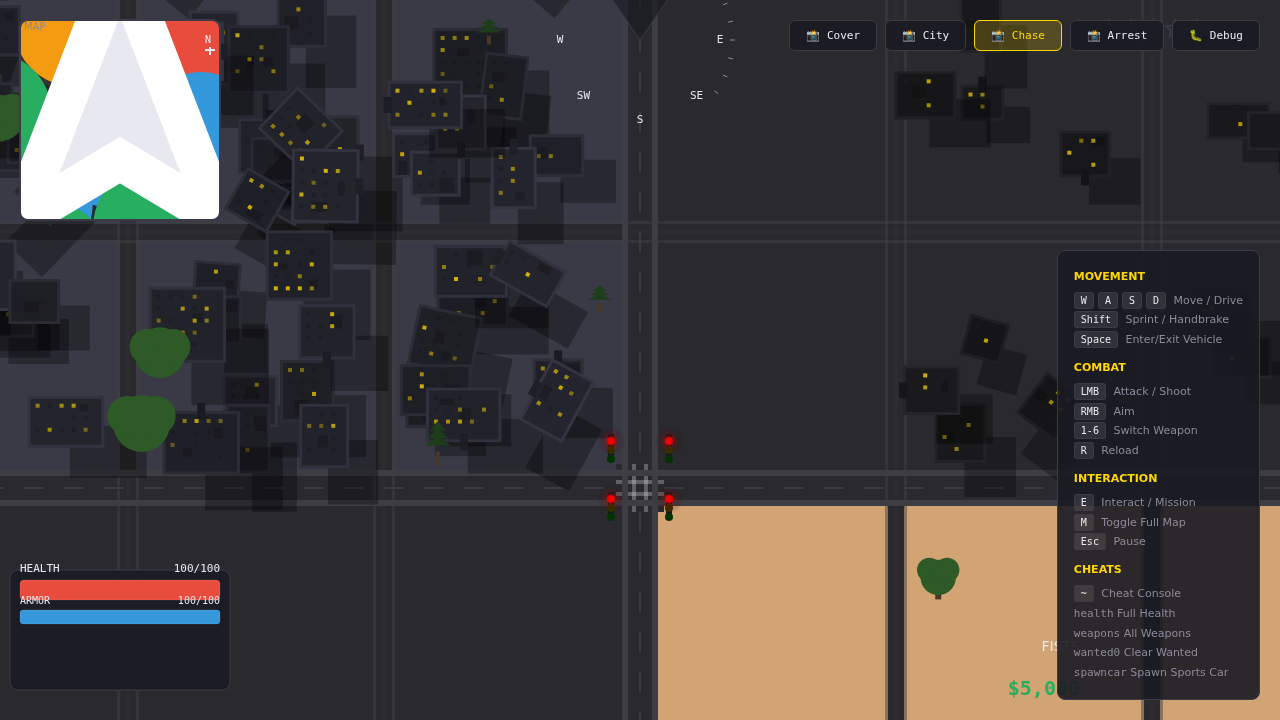 MAP
N
W
E
SW
SE
S
📸 Cover
📸 City
📸 Chase
📸 Arrest
🐛 Debug
MOVEMENT
W A S D Move / Drive
Shift Sprint / Handbrake
Space Enter/Exit Vehicle
COMBAT
LMB Attack / Shoot
RMB Aim
1-6 Switch Weapon
R Reload
INTERACTION
E Interact / Mission
M Toggle Full Map
Esc Pause
CHEATS
~ Cheat Console
health Full Health
weapons All Weapons
wanted0 Clear Wanted
spawncar Spawn Sports Car
HEALTH 100/100
ARMOR 100/100
$5,000